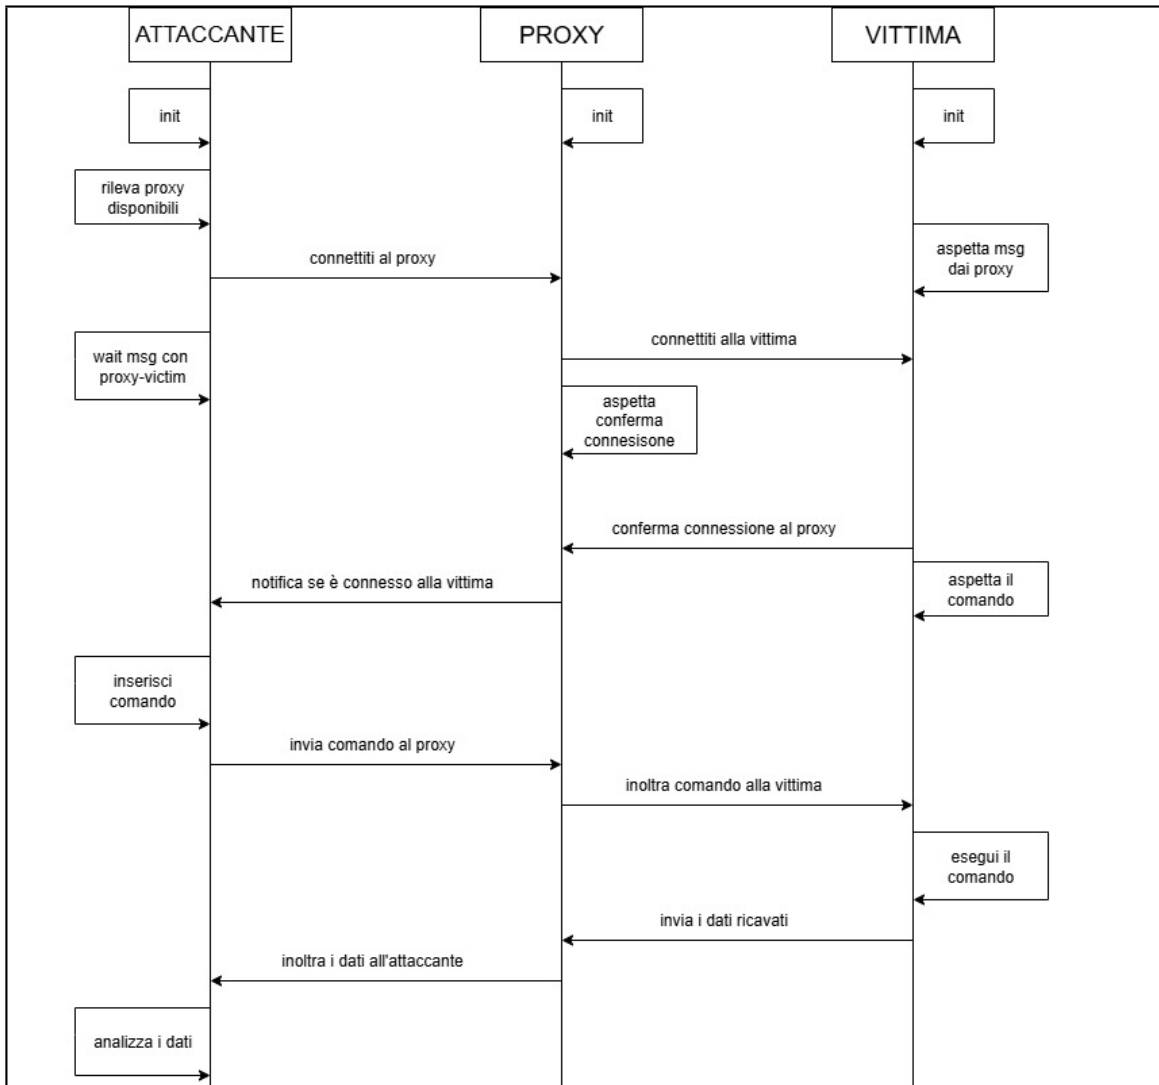 ATTACCANTE
PROXY
VITTIMA
init
init
init
rileva proxy
disponibili
aspetta msg
dai proxy
connettiti al proxy
wait msg con
proxy-victim
connettiti alla vittima
aspetta
conferma
connesisone
conferma connessione al proxy
notifica se è connesso alla vittima
aspetta il
comando
inserisci
comando
invia comando al proxy
inoltra comando alla vittima
esegui il
comando
invia i dati ricavati
inoltra i dati all'attaccante
analizza i dati